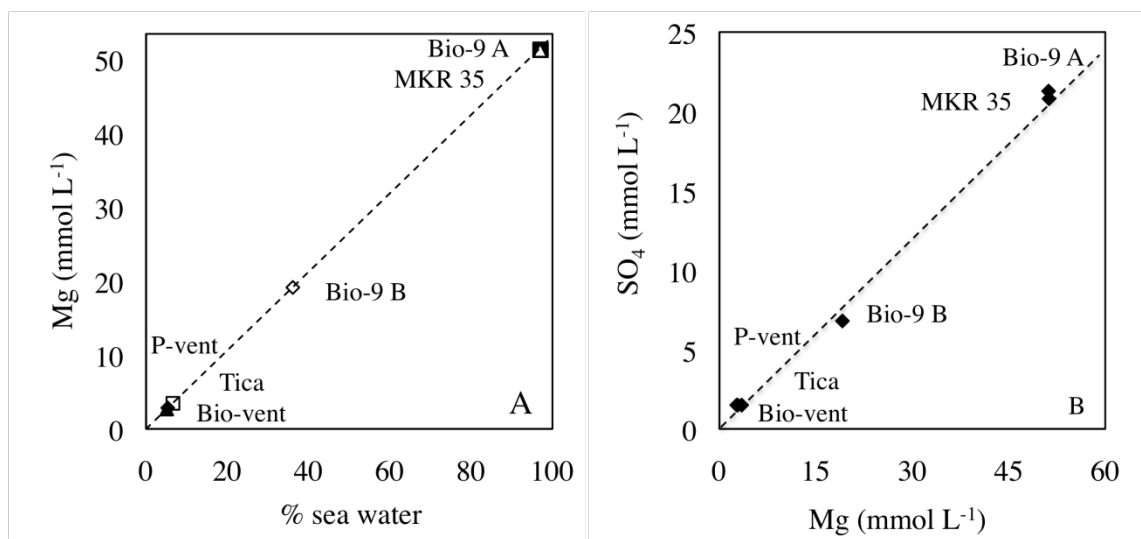 50
40
30
20
10
0
Mg (mmol L-1)
Bio-9 A
MKR 35
Bio-9 B
P-vent
Tica
Bio-vent
A
0 20 40 60 80 100
% sea water
25
20
15
10
5
0
SO4 (mmol L-1)
Bio-9 A
MKR 35
Bio-9 B
P-vent
Tica
Bio-vent
B
0 15 30 45 60
Mg (mmol L-1)